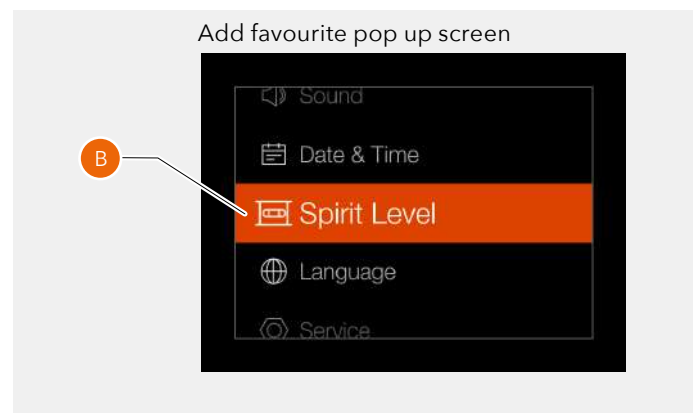 Add favourite pop up screen
Sound
Date & Time
B
Spirit Level
Language
Service